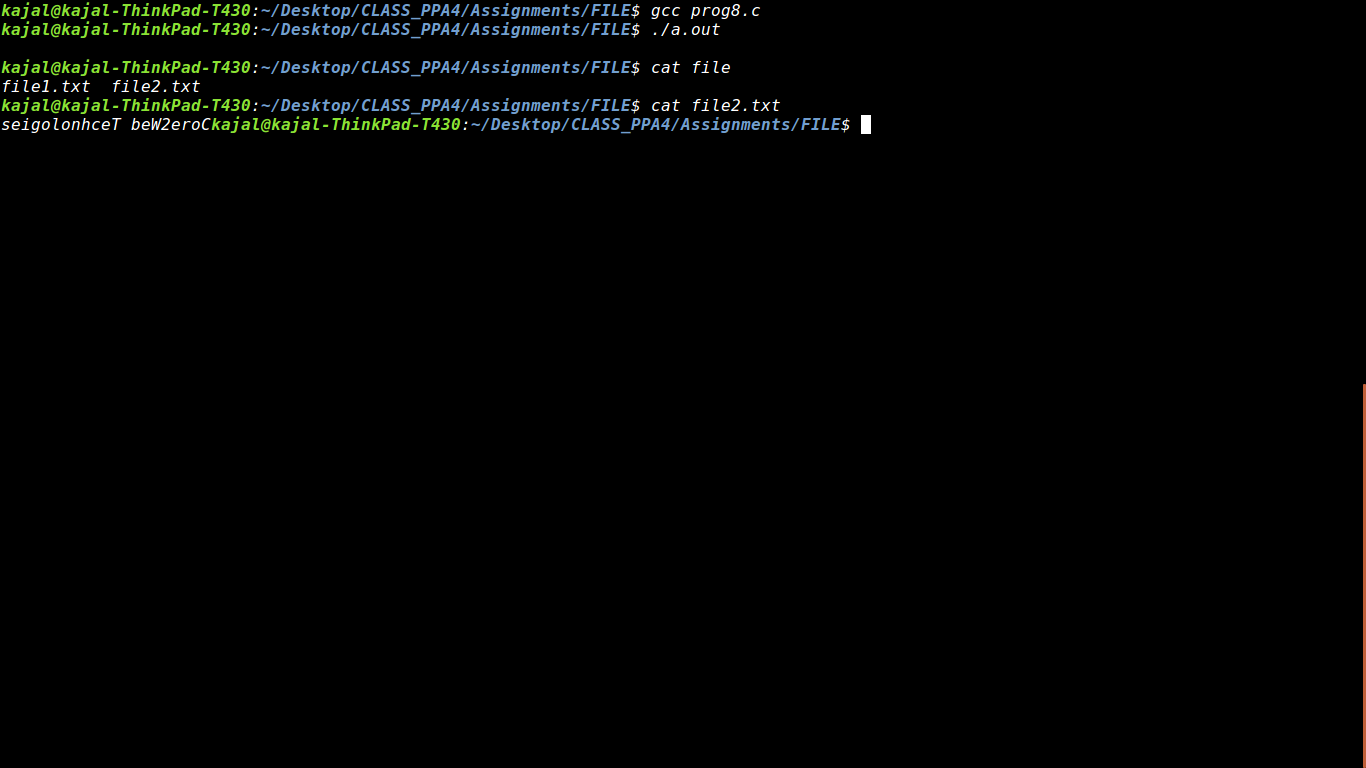 kajal@kajal-ThinkPad-T430:~/Desktop/CLASS_PPA4/Assignments/FILE$ gcc prog8.c
kajal@kajal-ThinkPad-T430:~/Desktop/CLASS_PPA4/Assignments/FILE$ ./a.out
kajal@kajal-ThinkPad-T430:~/Desktop/CLASS_PPA4/Assignments/FILE$ cat file
file1.txt  file2.txt
kajal@kajal-ThinkPad-T430:~/Desktop/CLASS_PPA4/Assignments/FILE$ cat file2.txt
seigolonhceT beW2eroCkajal@kajal-ThinkPad-T430:~/Desktop/CLASS_PPA4/Assignments/FILE$